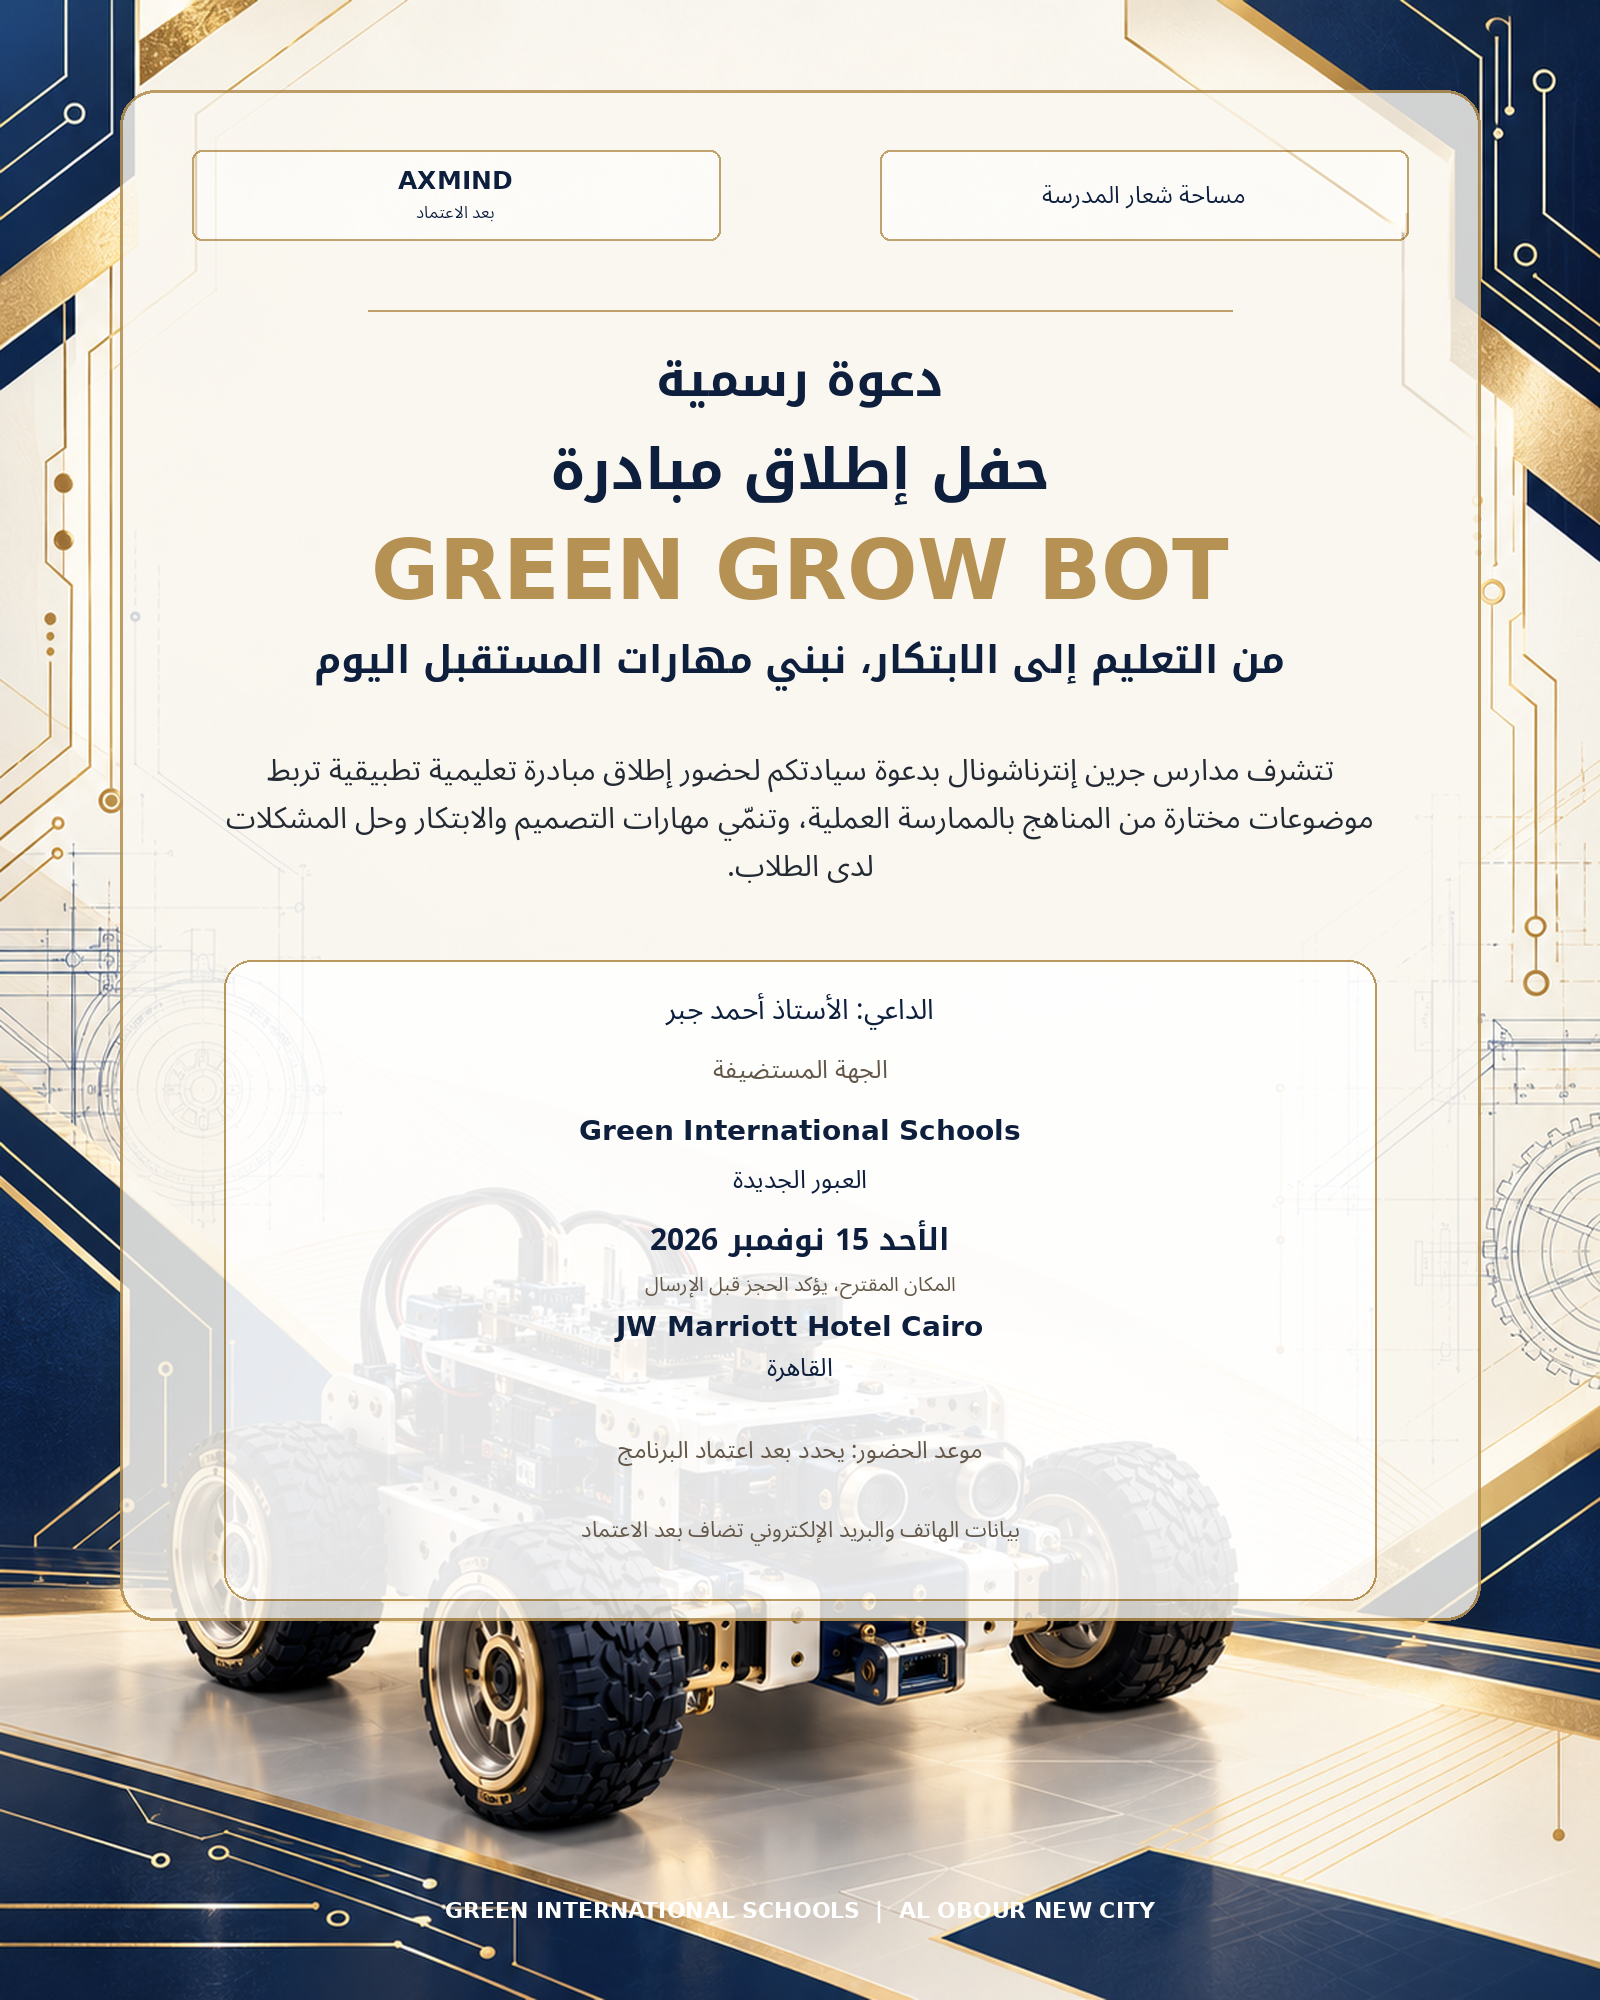 مساحة شعار المدرسة
AXMIND
بعد الاعتماد
دعوة رسمية
حفل إطلاق مبادرة
GREEN GROW BOT
من التعليم إلى الابتكار، نبني مهارات المستقبل اليوم
تتشرف مدارس جرين إنترناشونال بدعوة سيادتكم لحضور إطلاق مبادرة تعليمية تطبيقية تربط
موضوعات مختارة من المناهج بالممارسة العملية، وتنمّي مهارات التصميم والابتكار وحل المشكلات
لدى الطلاب.
الداعي: الأستاذ أحمد جبر
الجهة المستضيفة
Green International Schools
العبور الجديدة
الأحد 15 نوفمبر 2026
المكان المقترح، يؤكد الحجز قبل الإرسال
JW Marriott Hotel Cairo
القاهرة
موعد الحضور: يحدد بعد اعتماد البرنامج
بيانات الهاتف والبريد الإلكتروني تضاف بعد الاعتماد
GREEN INTERNATIONAL SCHOOLS | AL OBOUR NEW CITY